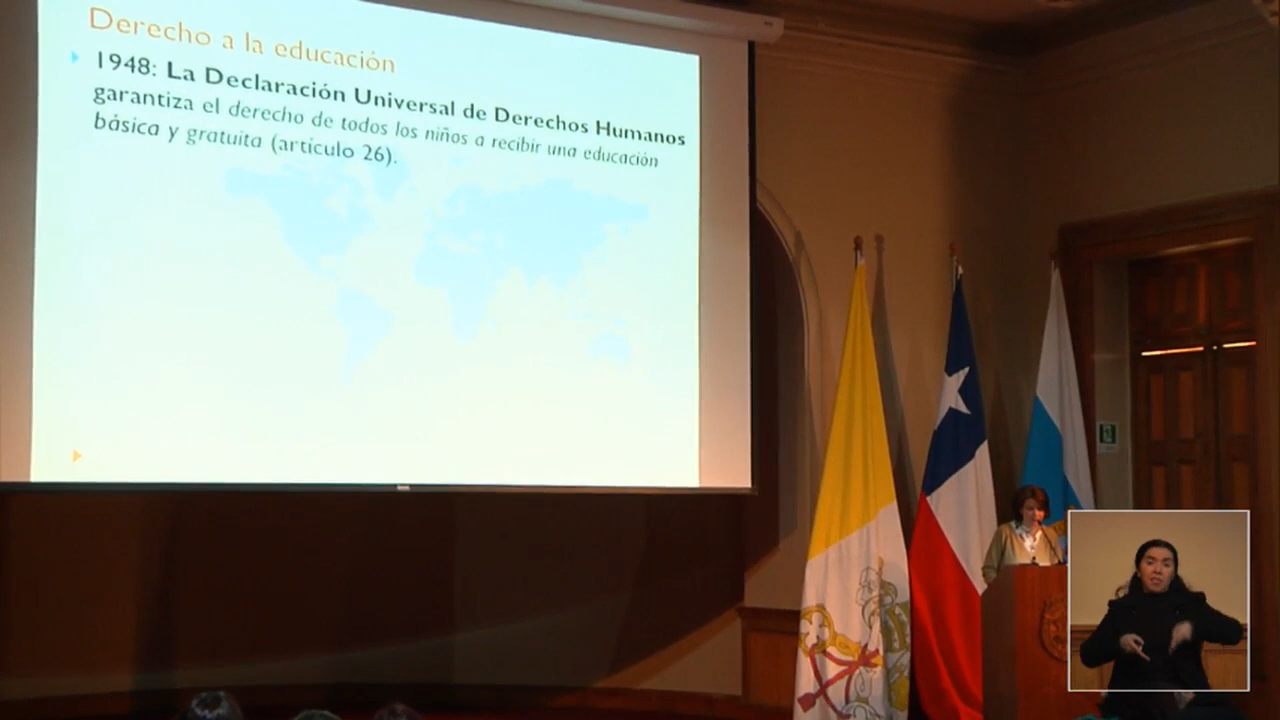 Derecho a la educación
1948: La Declaración Universal de Derechos Humanos
garantiza el derecho de todos los niños a recibir una educación
básica y gratuita (artículo 26).